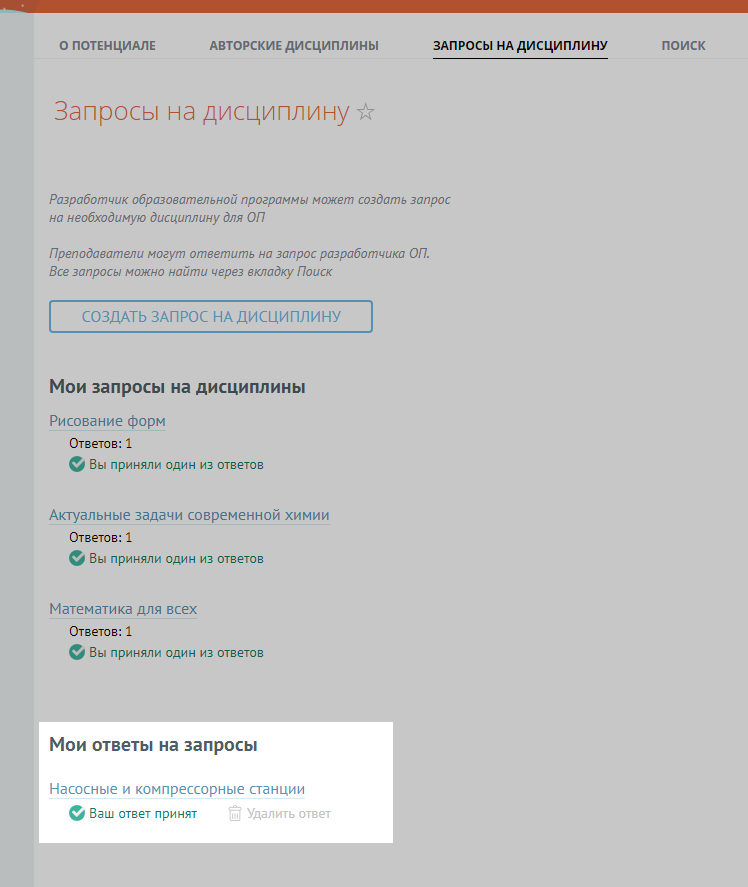 О ПОТЕНЦИАЛЕ АВТОРСКИЕ ДИСЦИПЛИНЫ ЗАПРОСЫ НА ДИСЦИПЛИНУ ПОИСК
Запросы на дисциплину
Разработчик образовательной программы может создать запрос
на необходимую дисциплину для ОП
Преподаватели могут ответить на запрос разработчика ОП.
Все запросы можно найти через вкладку Поиск
СОЗДАТЬ ЗАПРОС НА ДИСЦИПЛИНУ
Мои запросы на дисциплины
Рисование форм
Ответов: 1
Вы приняли один из ответов
Актуальные задачи современной химии
Ответов: 1
Вы приняли один из ответов
Математика для всех
Ответов: 1
Вы приняли один из ответов
Мои ответы на запросы
Насосные и компрессорные станции
Ваш ответ принят Удалить ответ